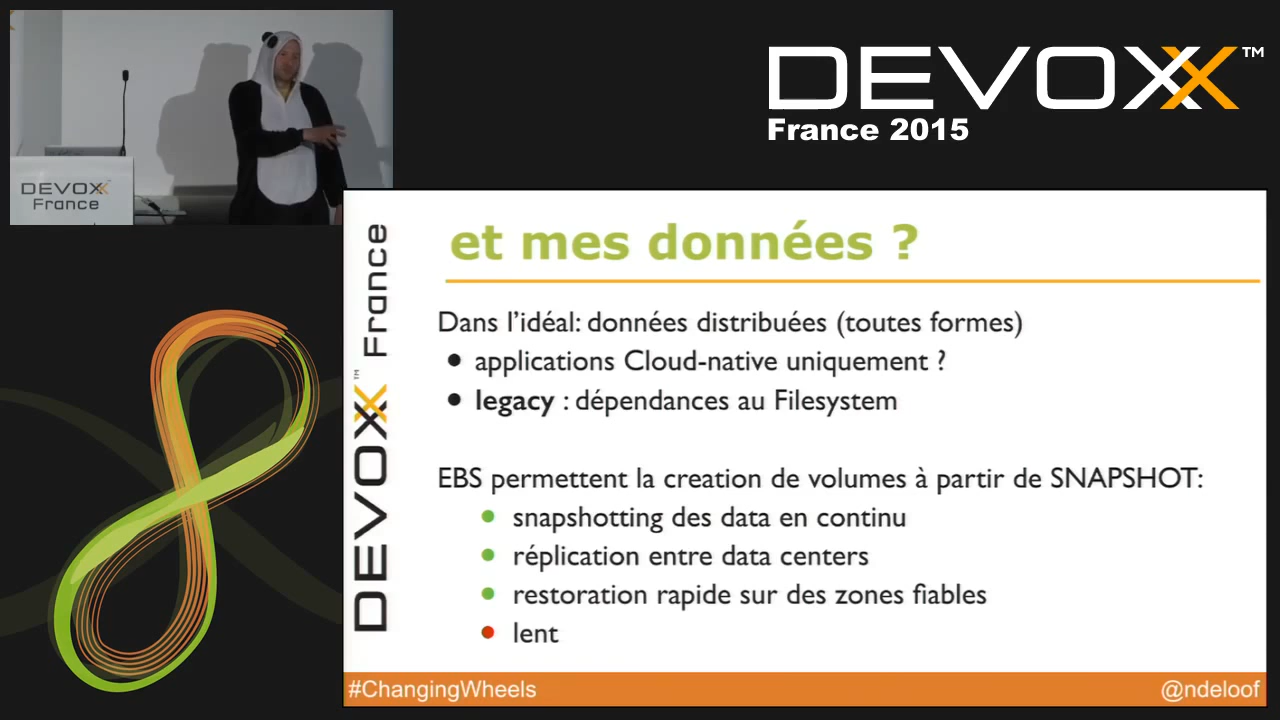 DEVOXX™
France 2015
DEVOXX
France
DEVOXX™ France
et mes données ?
Dans l'idéal: données distribuées (toutes formes)
• applications Cloud-native uniquement ?
• legacy : dépendances au Filesystem
EBS permettent la creation de volumes à partir de SNAPSHOT:
• snapshotting des data en continu
• réplication entre data centers
• restoration rapide sur des zones fiables
• lent
#ChangingWheels
@ndeloof